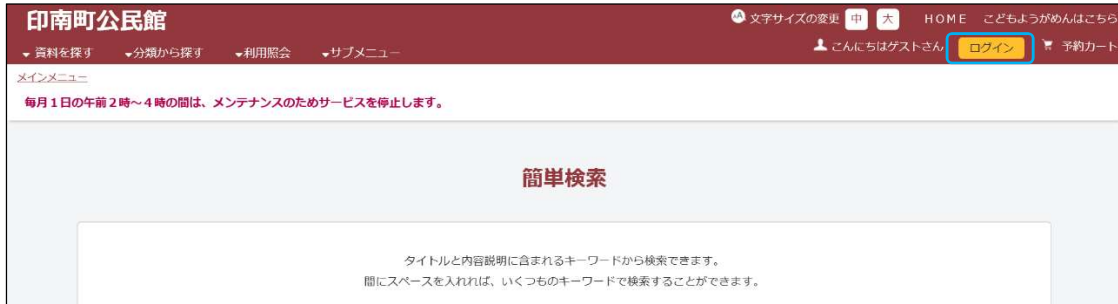 印南町公民館
文字サイズの変更 中 大 HOME こどもようがめんはこちら
資料を探す 分類から探す 利用照会 サブメニュー
こんにちはゲストさん ログイン 予約カート
メインメニュー
毎月1日の午前2時～4時の間は、メンテナンスのためサービスを停止します。
簡単検索
タイトルと内容説明に含まれるキーワードから検索できます。
間にスペースを入れれば、いくつものキーワードで検索することができます。